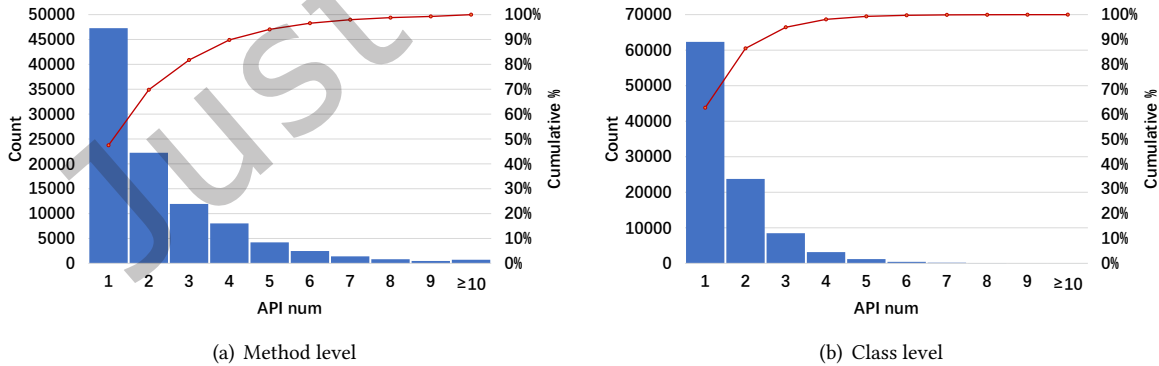 50000 100% 70000 100%
45000 90% 60000 90%
40000 80% 80%
35000 70% 50000 70%
30000 60% 40000 60%
25000 50% 50%
20000 40% 30000 40%
15000 30% 20000 30%
10000 20% 20%
5000 10% 10000 10%
0 0% 0 0%
Count Cumulative % Count Cumulative %
1 2 3 4 5 6 7 8 9 ≥10 1 2 3 4 5 6 7 8 9 ≥10
API num API num
(a) Method level (b) Class level
Just